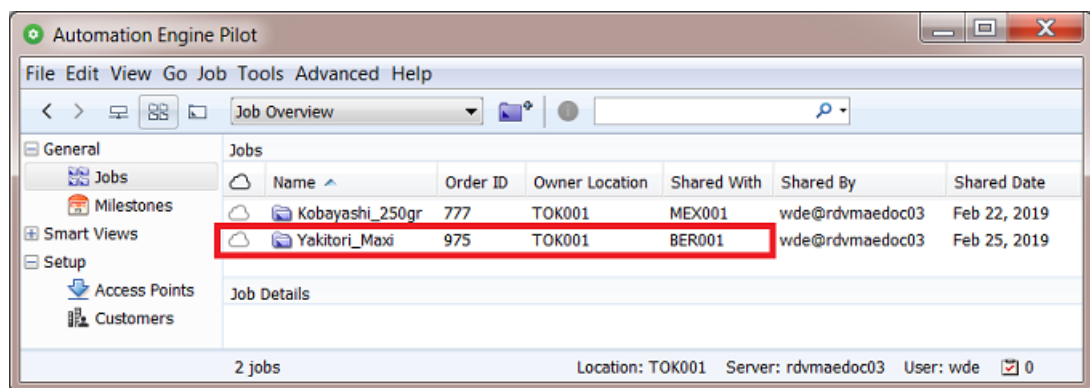 Automation Engine Pilot
File Edit View Go Job Tools Advanced Help
Job Overview
General
Jobs
Milestones
Smart Views
Setup
Access Points
Customers
Jobs
Name Order ID Owner Location Shared With Shared By Shared Date
Kobayashi_250gr 777 TOK001 MEX001 wde@rdvmaedoc03 Feb 22, 2019
Yakitori_Maxi 975 TOK001 BER001 wde@rdvmaedoc03 Feb 25, 2019
Job Details
2 jobs Location: TOK001 Server: rdvmaedoc03 User: wde 0